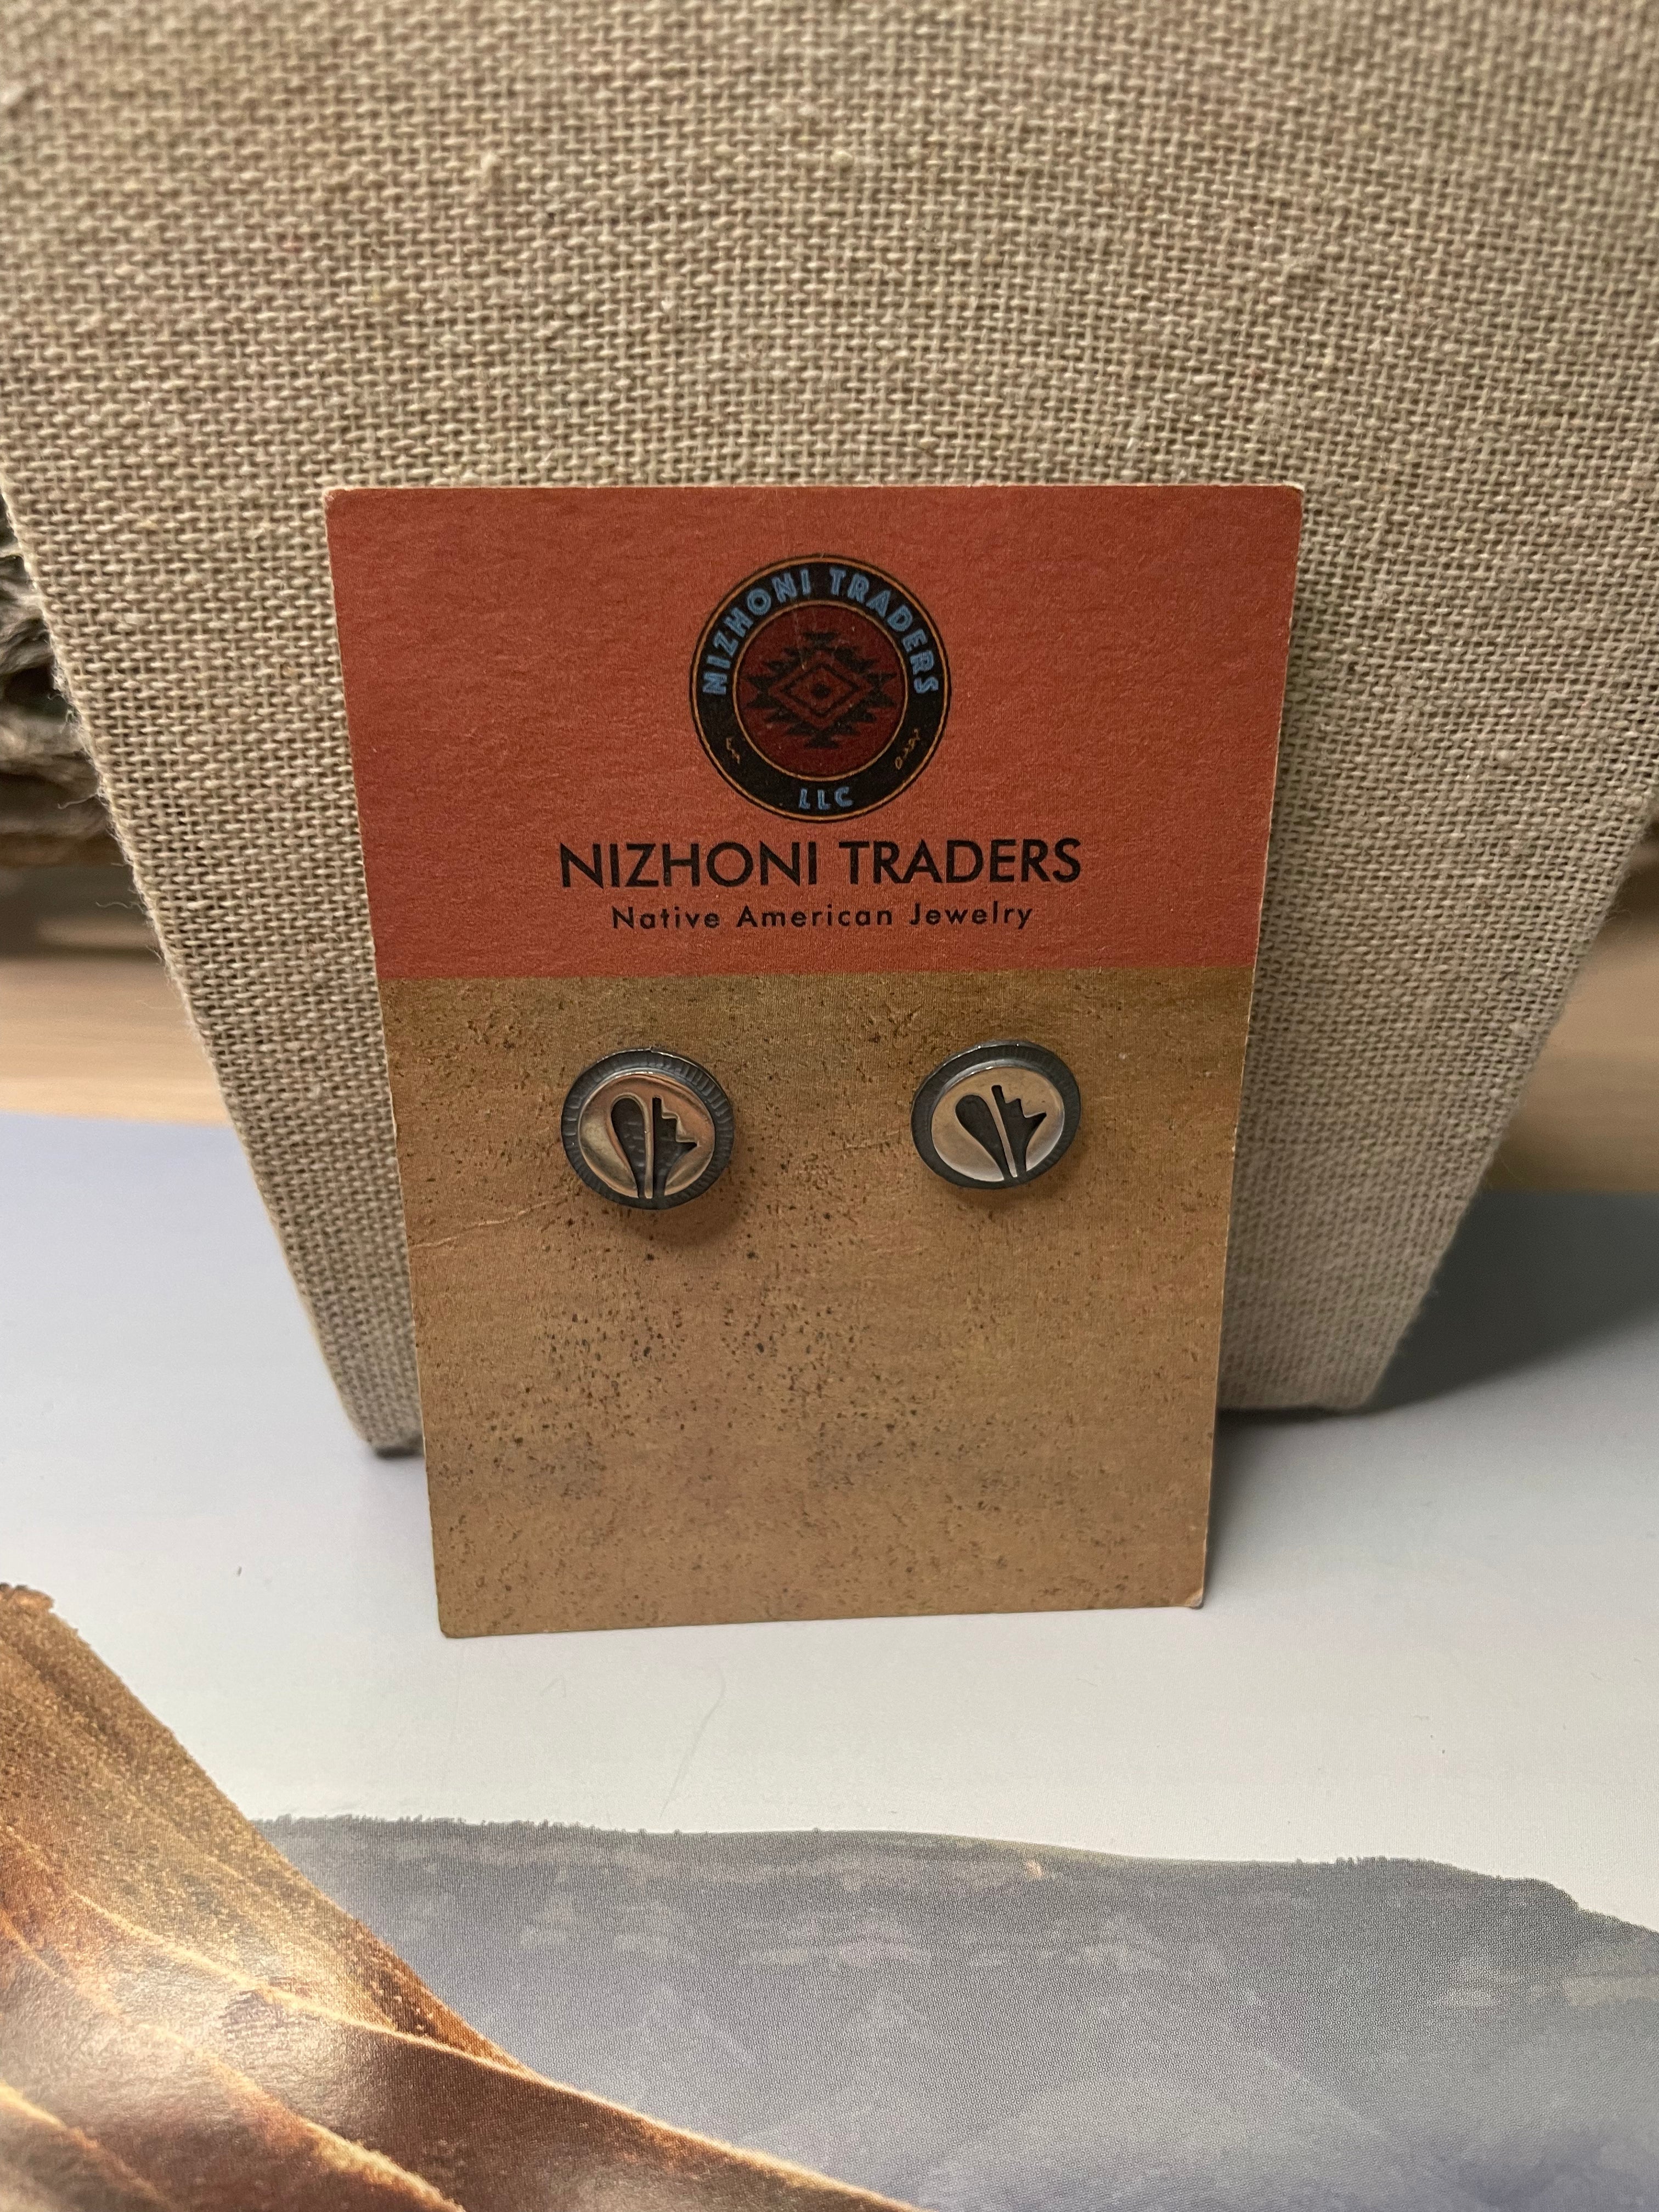 NIZHONI TRADERS
LLC
NIZHONI TRADERS
Native American Jewelry